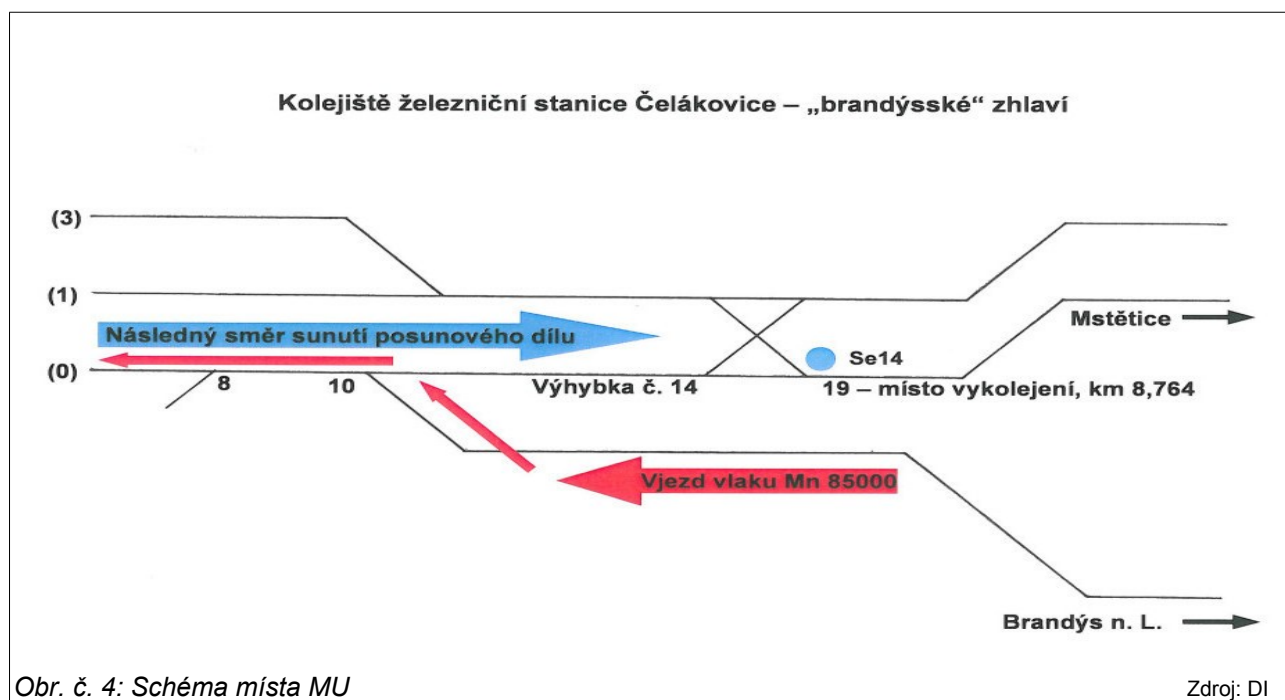 Kolejiště železniční stanice Čelákovice – „brandýsské“ zhlaví
(3)
(1)
Následný směr sunutí posunového dílu
Mstětice
Se14
(0)
8
10
Výhybka č. 14
19 – místo vykolejení, km 8,764
Vjezd vlaku Mn 85000
Brandýs n. L.
Obr. č. 4: Schéma místa MU
Zdroj: DI